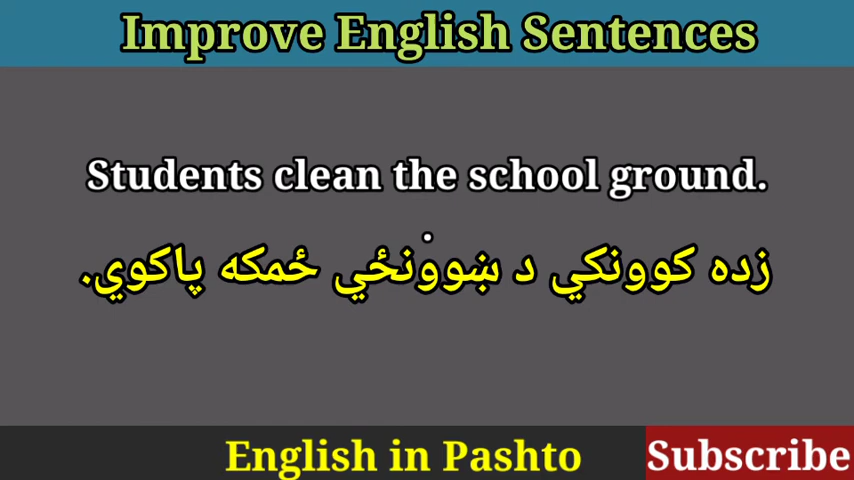 Improve English Sentences
Students clean the school ground.
.
زده کوونکي د ښوونځي ځمکه پاکوي.
English in Pashto
Subscribe